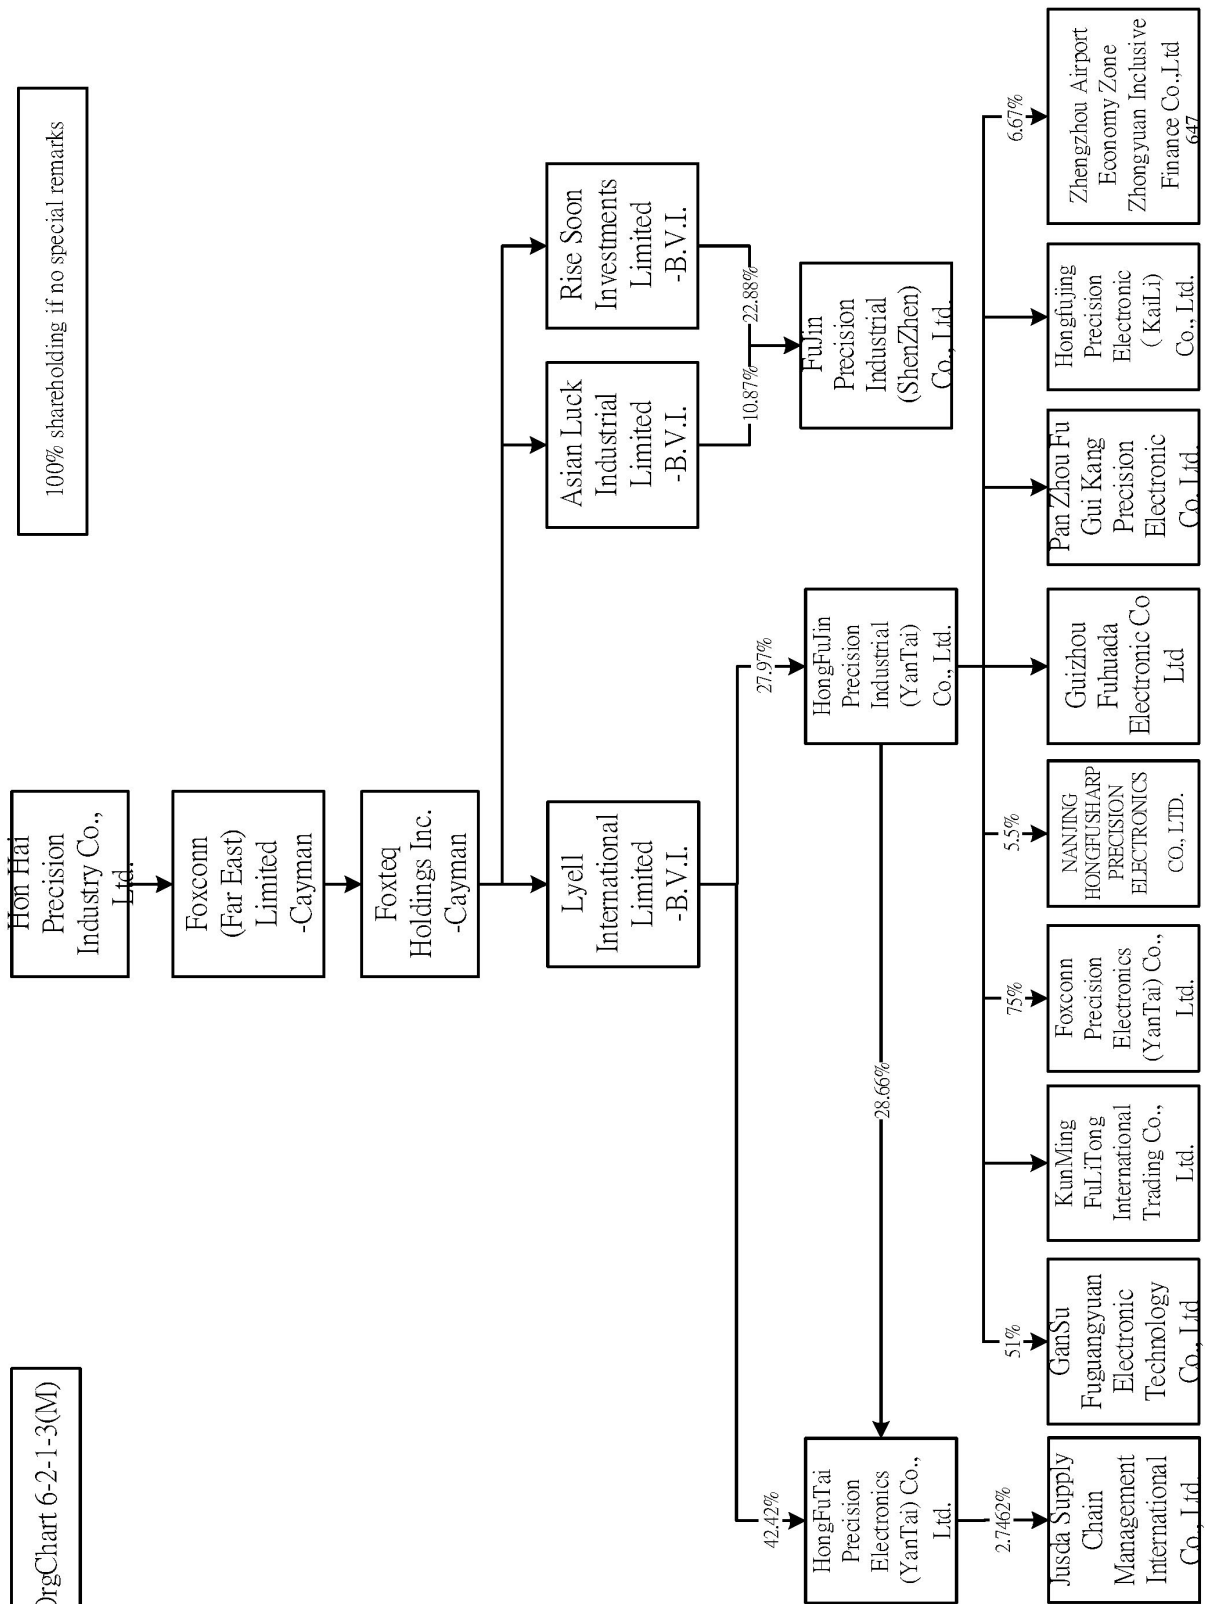 OrgChart 6-2-1-3(M)
100% shareholding if no special remarks
Hon Hai
Precision
Industry Co.,
Ltd.
Foxconn
(Far East)
Limited
-Cayman
Foxteq
Holdings Inc.
-Cayman
Lyell
International
Limited
-B.V.I.
Asian Luck
Industrial
Limited
-B.V.I.
Rise Soon
Investments
Limited
-B.V.I.
10.87%
22.88%
42.42%
27.97%
FuJin
Precision
Industrial
(ShenZhen)
Co., Ltd.
HongFuTai
Precision
Electronics
(YanTai) Co.,
Ltd.
28.66%
HongFuJin
Precision
Industrial
(YanTai)
Co., Ltd.
2.7462%
51%
75%
5.5%
6.67%
Jusda Supply
Chain
Management
International
Co., Ltd.
GanSu
Fuguangyuan
Electronic
Technology
Co., Ltd
KunMing
FuLiTong
International
Trading Co.,
Ltd.
Foxconn
Precision
Electronics
(YanTai) Co.,
Ltd.
NANJING
HONGFUSHARP
PRECISION
ELECTRONICS
CO., LTD.
Guizhou
Fuhuada
Electronic Co
Ltd
Pan Zhou Fu
Gui Kang
Precision
Electronic
Co. Ltd.
Hongfujing
Precision
Electronic
( KaiLi)
Co., Ltd.
Zhengzhou Airport
Economy Zone
Zhongyuan Inclusive
Finance Co.,Ltd
647